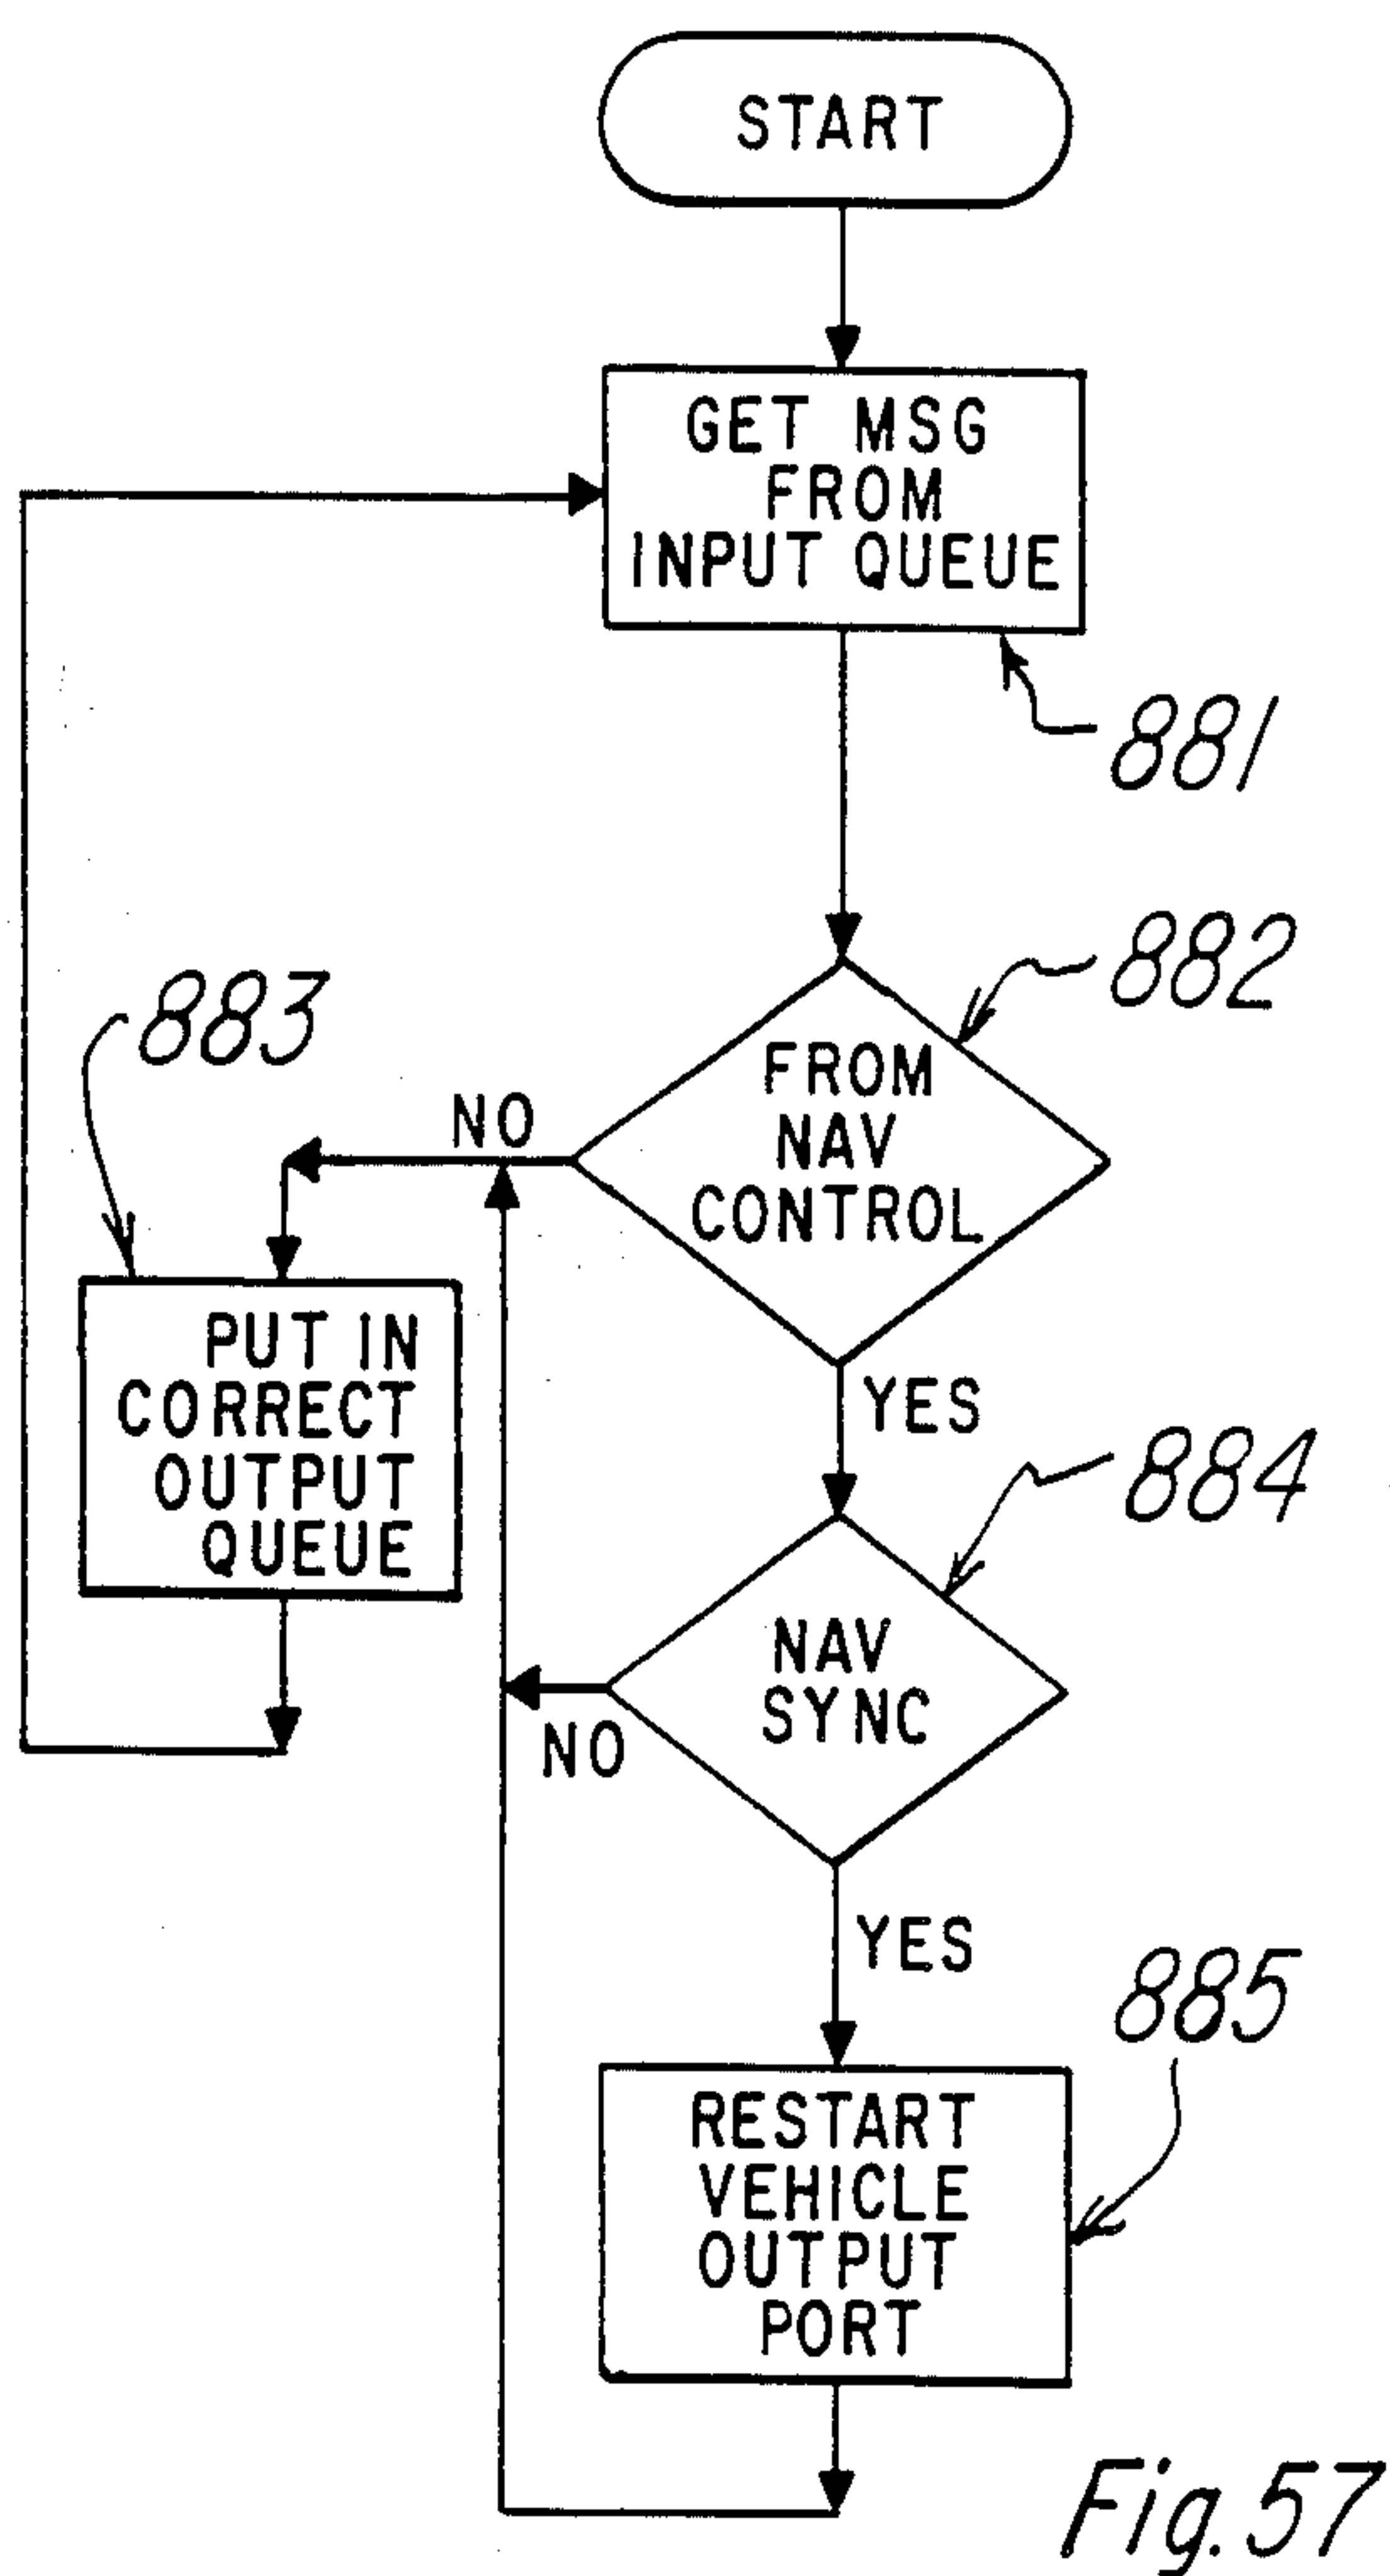 START
GET MSG
FROM
INPUT QUEUE
881
882
883
FROM
NAV
CONTROL
NO
PUT IN
CORRECT
OUTPUT
QUEUE
YES
884
NAV
SYNC
NO
YES
885
RESTART
VEHICLE
OUTPUT
PORT
Fig. 57